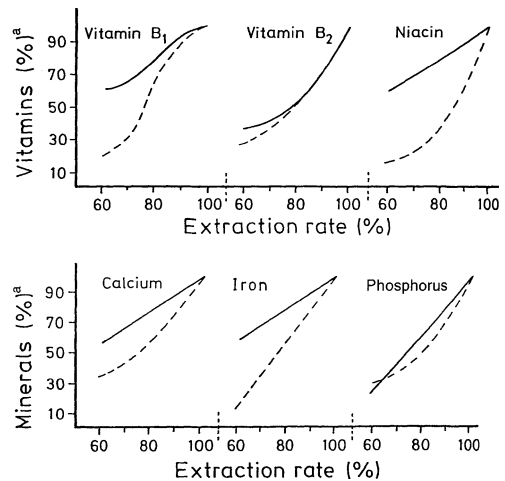 Vitamin B1 Vitamin B2 Niacin
Vitamins (%)a
90
70
50
30
10
60 80 100 60 80 100 60 80 100
Extraction rate (%)
Calcium Iron Phosphorus
Minerals (%)a
90
70
50
30
10
60 80 100 60 80 100 60 80 100
Extraction rate (%)